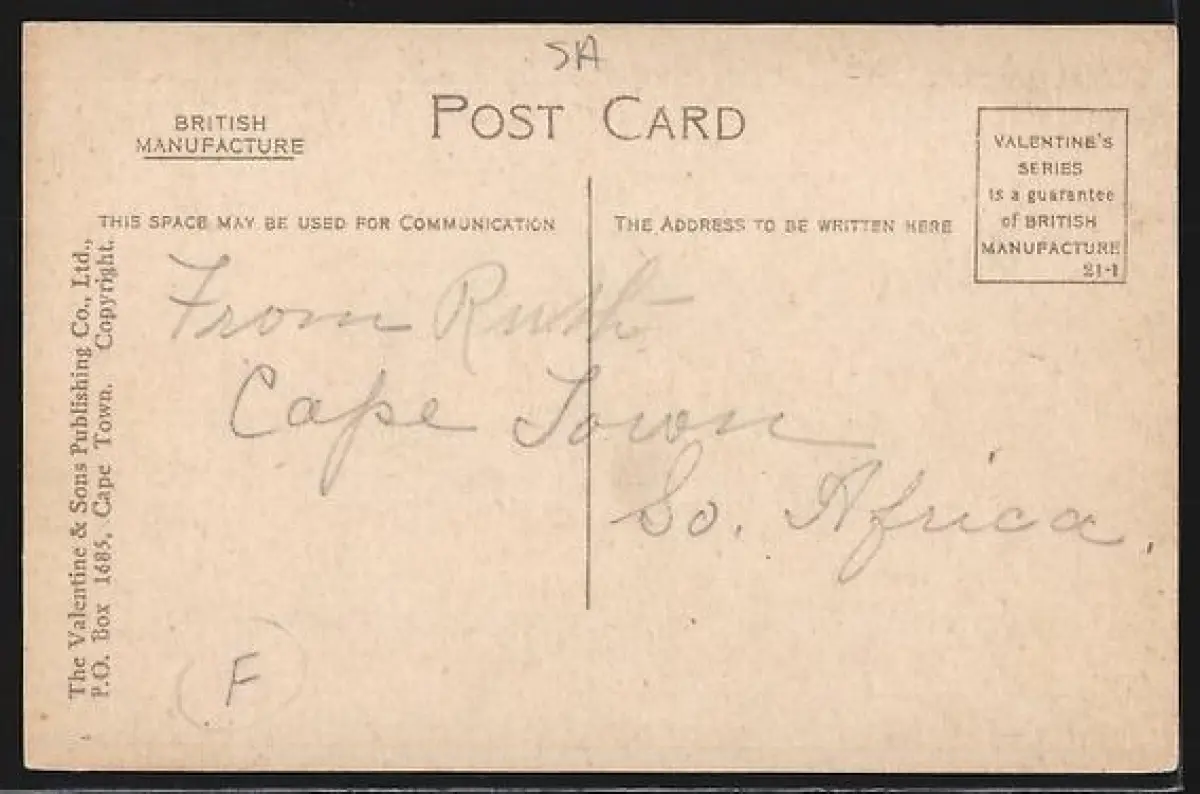 SA
POST CARD
BRITISH
MANUFACTURE
THIS SPACE MAY BE USED FOR COMMUNICATION
THE ADDRESS TO BE WRITTEN HERE
VALENTINE'S
SERIES
is a guarantee
of BRITISH
MANUFACTURE
21-1
The Valentine & Sons Publishing Co., Ltd.,
P.O. Box 1685, Cape Town. Copyright.
From Ruth
Cape Town
So. Africa,
F